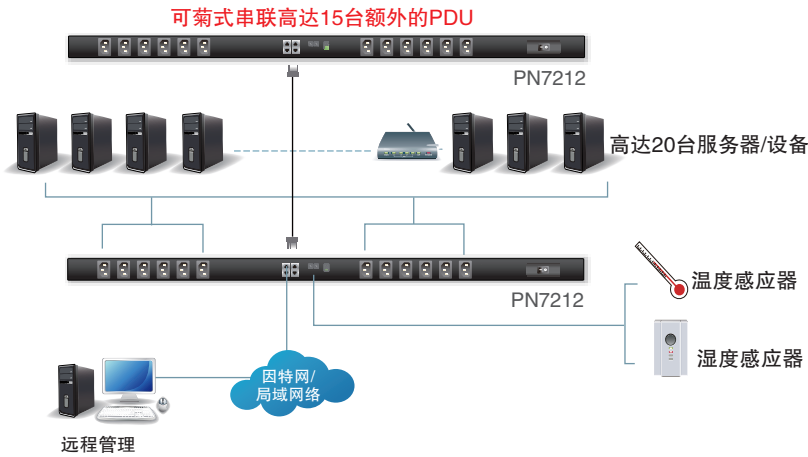 可菊式串联高达15台额外的PDU
PN7212
高达20台服务器/设备
PN7212
温度感应器
湿度感应器
因特网/
局域网络
远程管理